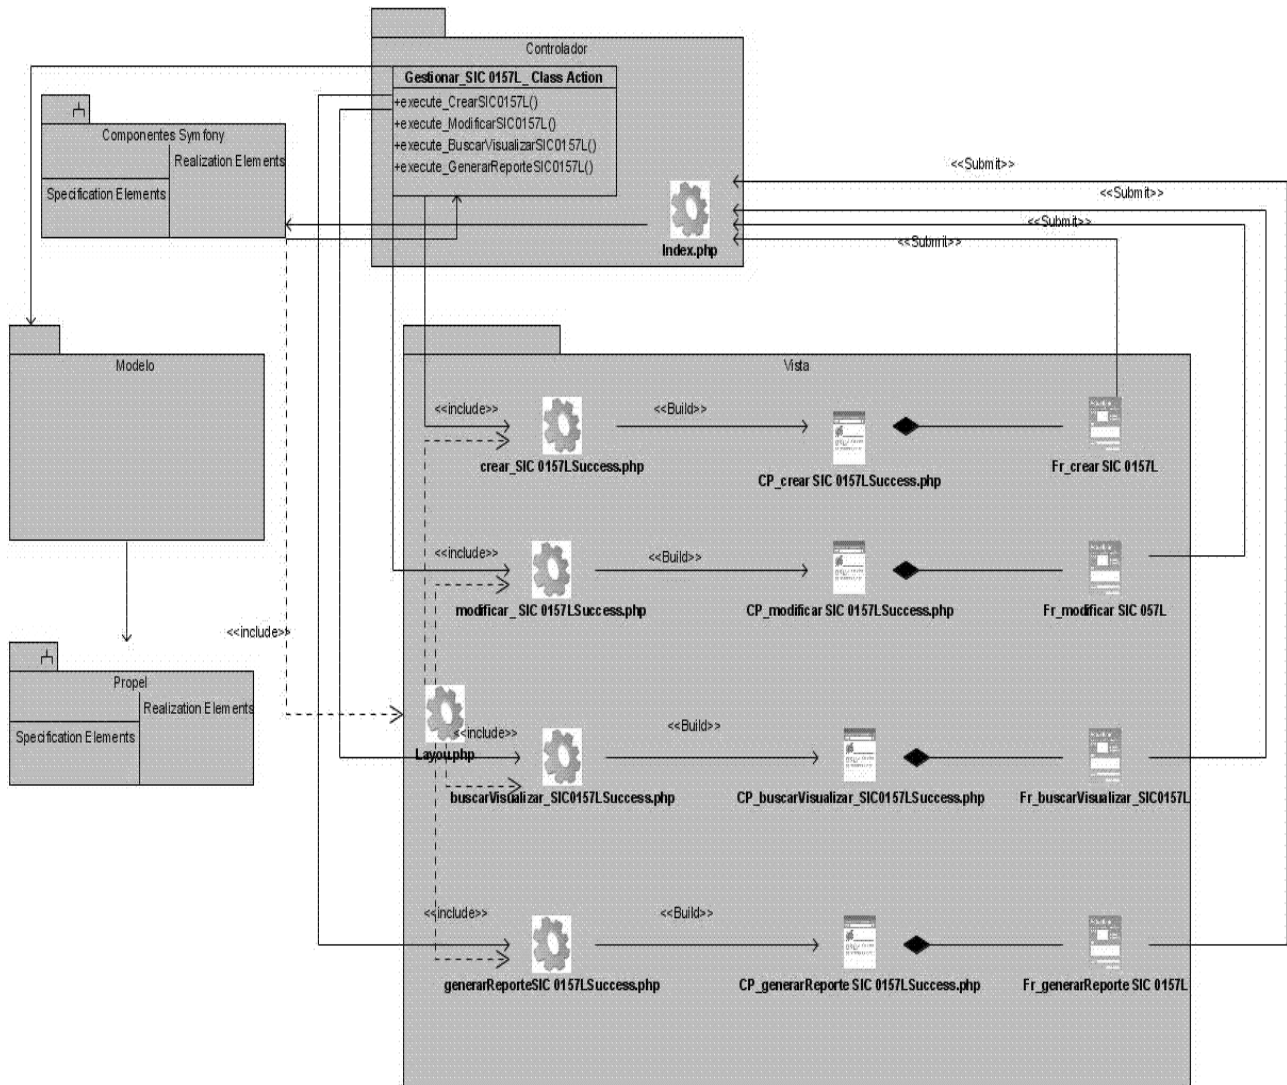 Controlador
Gestionar_SIC 0157L_ Class Action
+execute_CrearSIC0157L()
+execute_ModificarSIC0157L()
+execute_BuscarVisualizarSIC0157L()
+execute_GenerarReporteSIC0157L()
Componentes Symfony
Realization Elements
Specification Elements
Index.php
<<Submit>>
<<Submit>>
<<Submit>>
<<Submit>>
Modelo
Vista
<<include>>
<<Build>>
crear_SIC 0157LSuccess.php
CP_crear SIC 0157LSuccess.php
Fr_crear SIC 0157L
<<include>>
<<Build>>
modificar_ SIC 0157LSuccess.php
CP_modificar SIC 0157LSuccess.php
Fr_modificar SIC 057L
<<include>>
Propel
Realization Elements
Specification Elements
Layou.php
<<include>>
<<Build>>
buscarVisualizar_SIC0157LSuccess.php
CP_buscarVisualizar_SIC0157LSuccess.php
Fr_buscarVisualizar_SIC0157L
<<include>>
<<Build>>
generarReporteSIC 0157LSuccess.php
CP_generarReporte SIC 0157LSuccess.php
Fr_generarReporte SIC 0157L